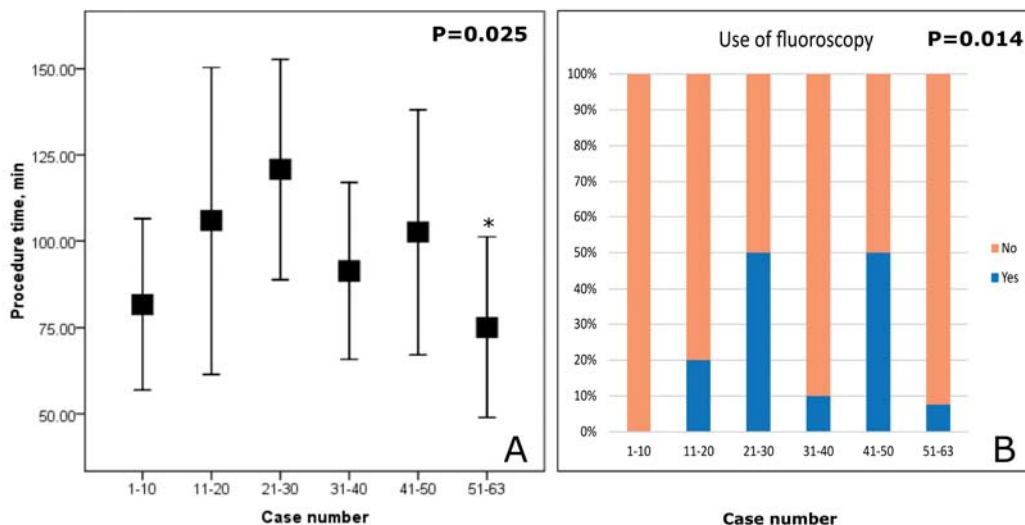 P=0.025
150.00
125.00
100.00
75.00
50.00
Procedure time, min
*
A
1-10 11-20 21-30 31-40 41-50 51-63
Case number
Use of fluoroscopy
P=0.014
100%
90%
80%
70%
60%
50%
40%
30%
20%
10%
0%
No
Yes
1-10 11-20 21-30 31-40 41-50 51-63
B
Case number